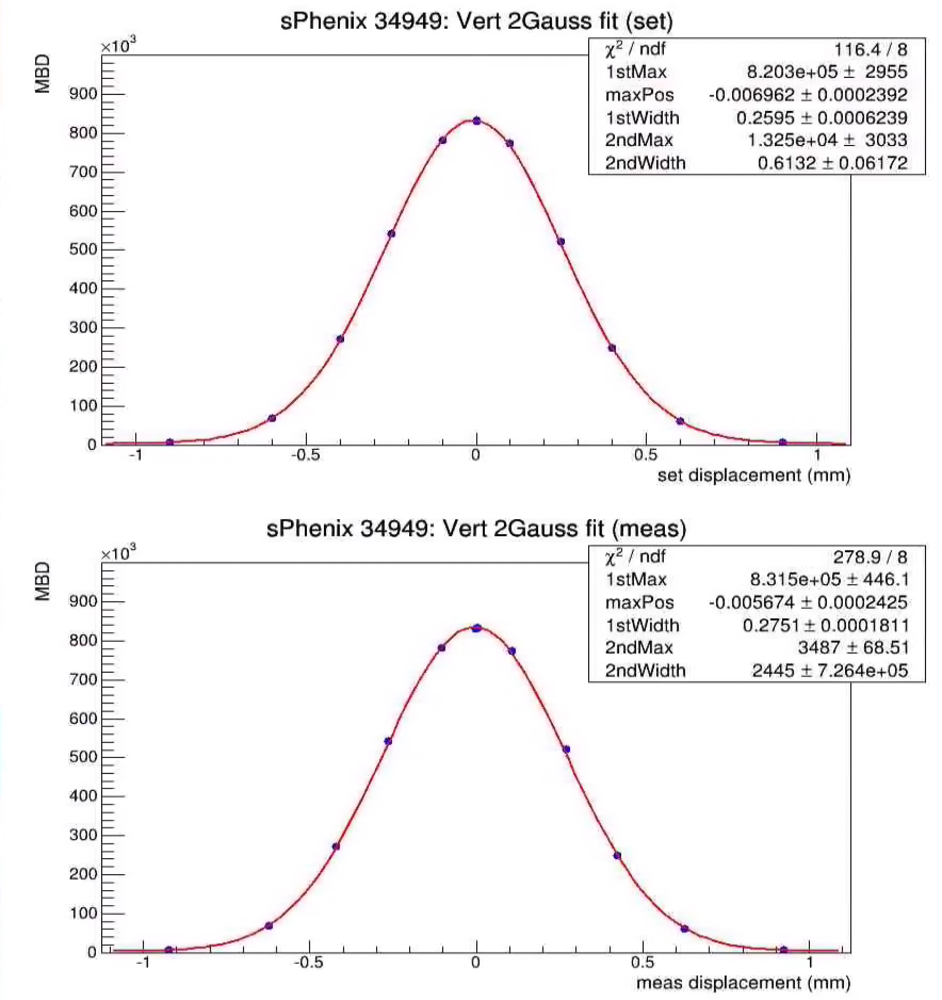 sPhenix 34949: Vert 2Gauss fit (set)
×10³
MBD
χ² / ndf 116.4 / 8
1stMax 8.203e+05 ± 2955
maxPos -0.006962 ± 0.0002392
1stWidth 0.2595 ± 0.0006239
2ndMax 1.325e+04 ± 3033
2ndWidth 0.6132 ± 0.06172
900
800
700
600
500
400
300
200
100
0
-1 -0.5 0 0.5 1
set displacement (mm)
sPhenix 34949: Vert 2Gauss fit (meas)
×10³
MBD
χ² / ndf 278.9 / 8
1stMax 8.315e+05 ± 446.1
maxPos -0.005674 ± 0.0002425
1stWidth 0.2751 ± 0.0001811
2ndMax 3487 ± 68.51
2ndWidth 2445 ± 7.264e+05
900
800
700
600
500
400
300
200
100
0
-1 -0.5 0 0.5 1
meas displacement (mm)